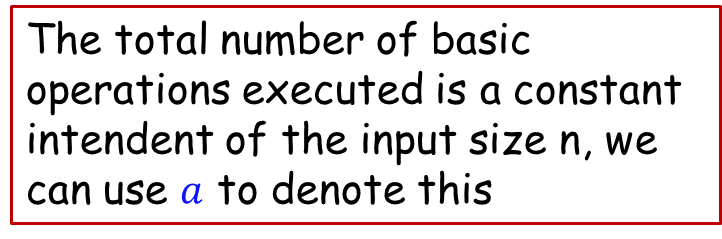 The total number of basic
operations executed is a constant
intendent of the input size n, we
can use a to denote this